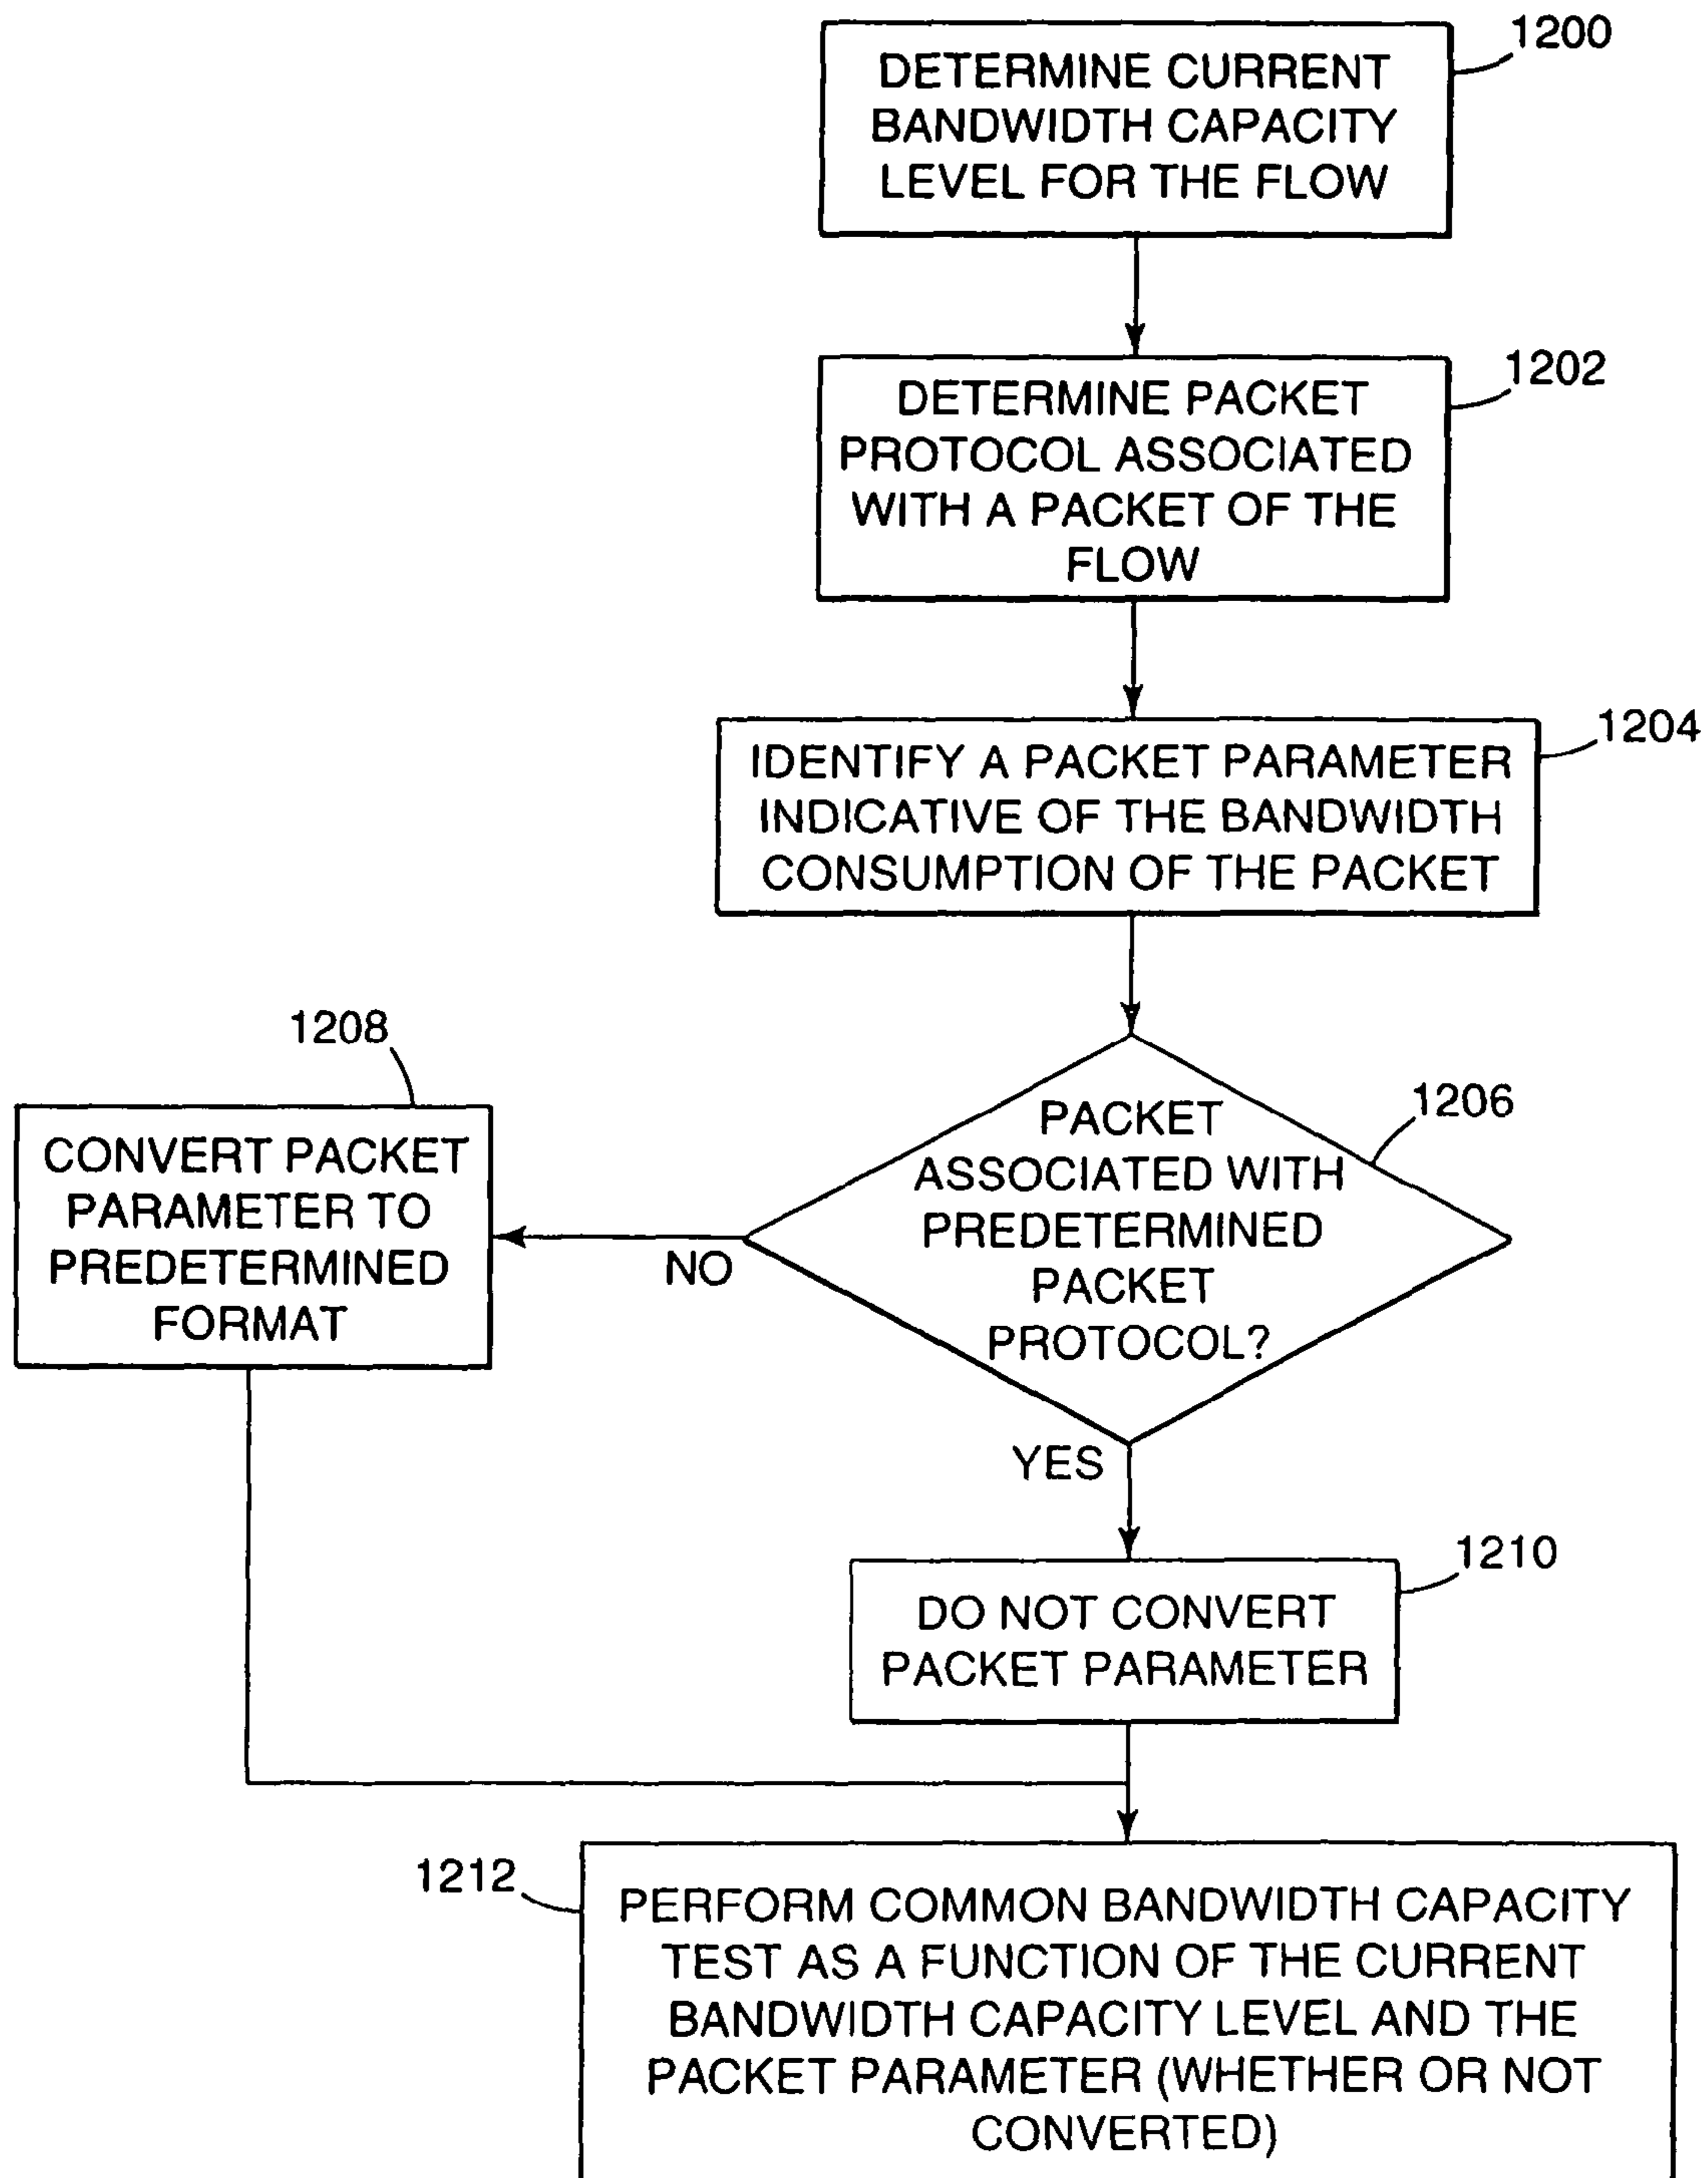 1200
DETERMINE CURRENT
BANDWIDTH CAPACITY
LEVEL FOR THE FLOW
1202
DETERMINE PACKET
PROTOCOL ASSOCIATED
WITH A PACKET OF THE
FLOW
1204
IDENTIFY A PACKET PARAMETER
INDICATIVE OF THE BANDWIDTH
CONSUMPTION OF THE PACKET
1206
PACKET
ASSOCIATED WITH
PREDETERMINED
PACKET
PROTOCOL?
NO
1208
CONVERT PACKET
PARAMETER TO
PREDETERMINED
FORMAT
YES
1210
DO NOT CONVERT
PACKET PARAMETER
1212
PERFORM COMMON BANDWIDTH CAPACITY
TEST AS A FUNCTION OF THE CURRENT
BANDWIDTH CAPACITY LEVEL AND THE
PACKET PARAMETER (WHETHER OR NOT
CONVERTED)